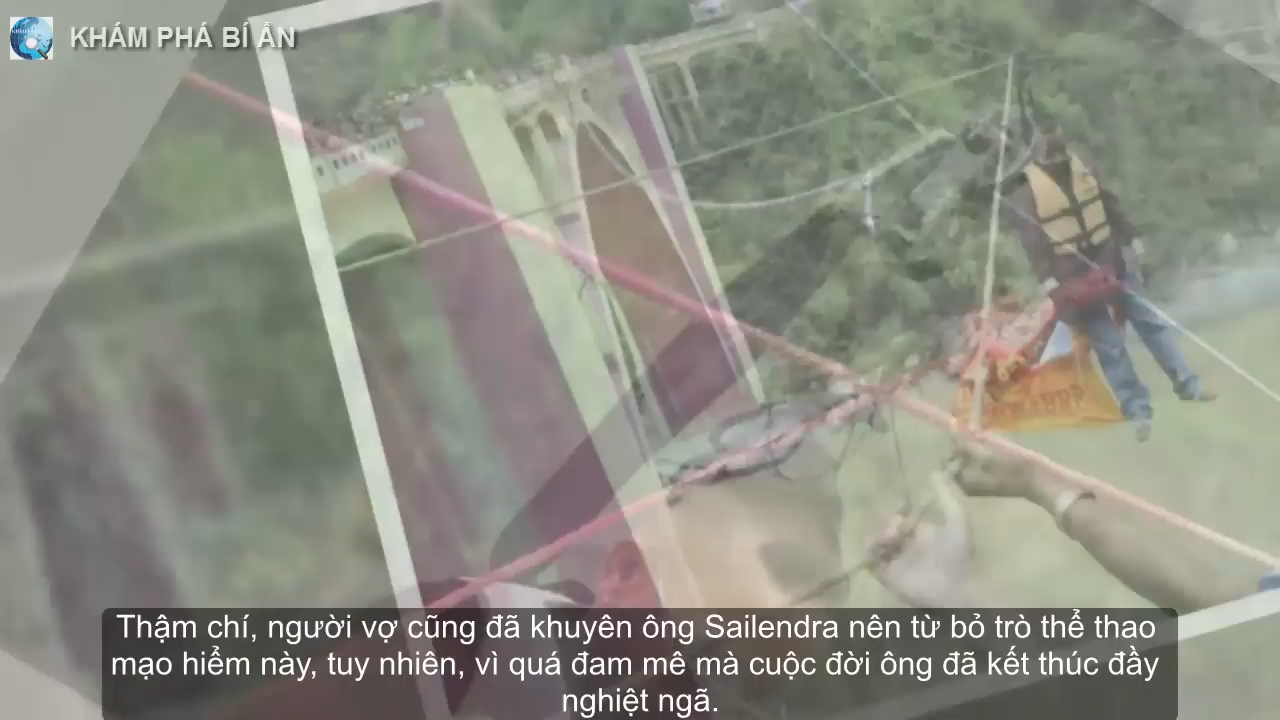 KHÁM PHÁ BÍ ẨN
Thậm chí, người vợ cũng đã khuyên ông Sailendra nên từ bỏ trò thể thao
mạo hiểm này, tuy nhiên, vì quá đam mê mà cuộc đời ông đã kết thúc đầy
nghiệt ngã.